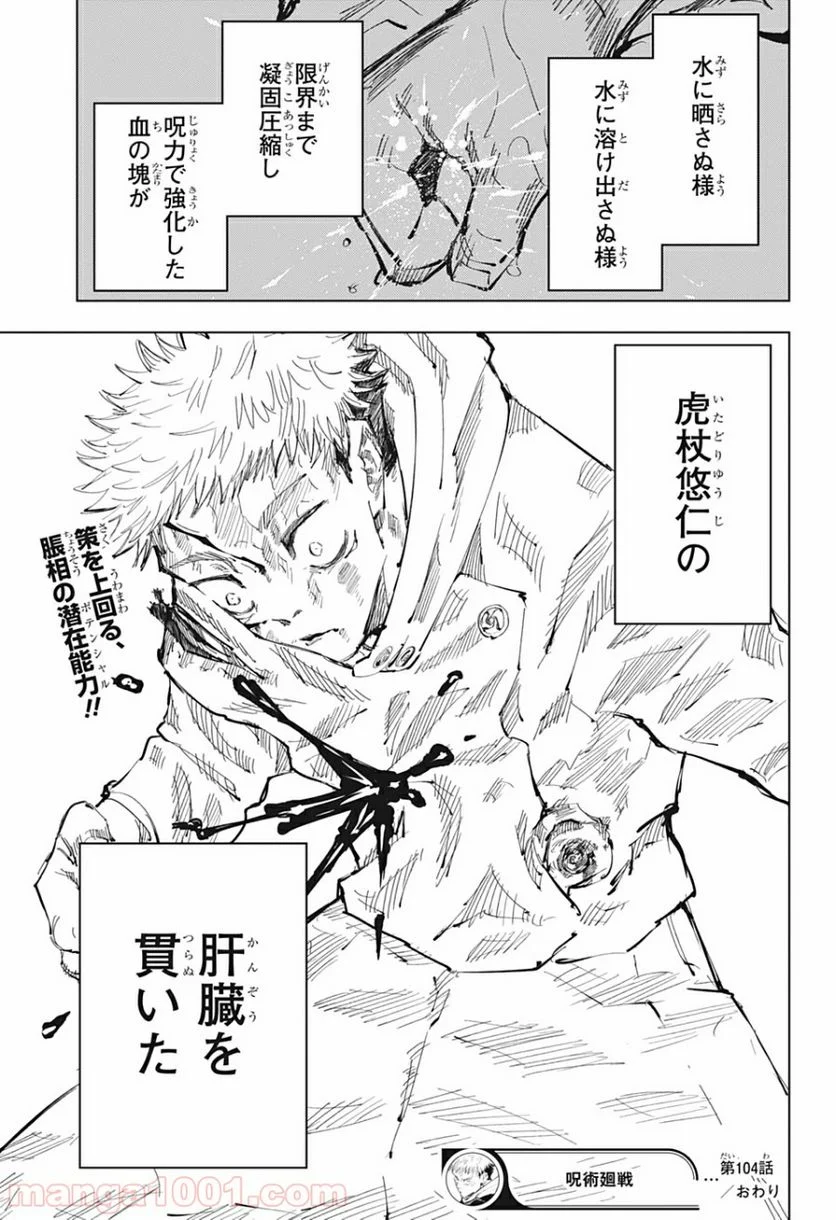 水に晒さぬ様
水に溶け出さぬ様
限界まで
凝固圧縮し
呪力で強化した
血の塊が
虎杖悠仁の
策を上回る、
脹相の潜在能力!!
肝臓を
貫いた
呪術廻戦
…
第104話
／おわり
manga1001.com